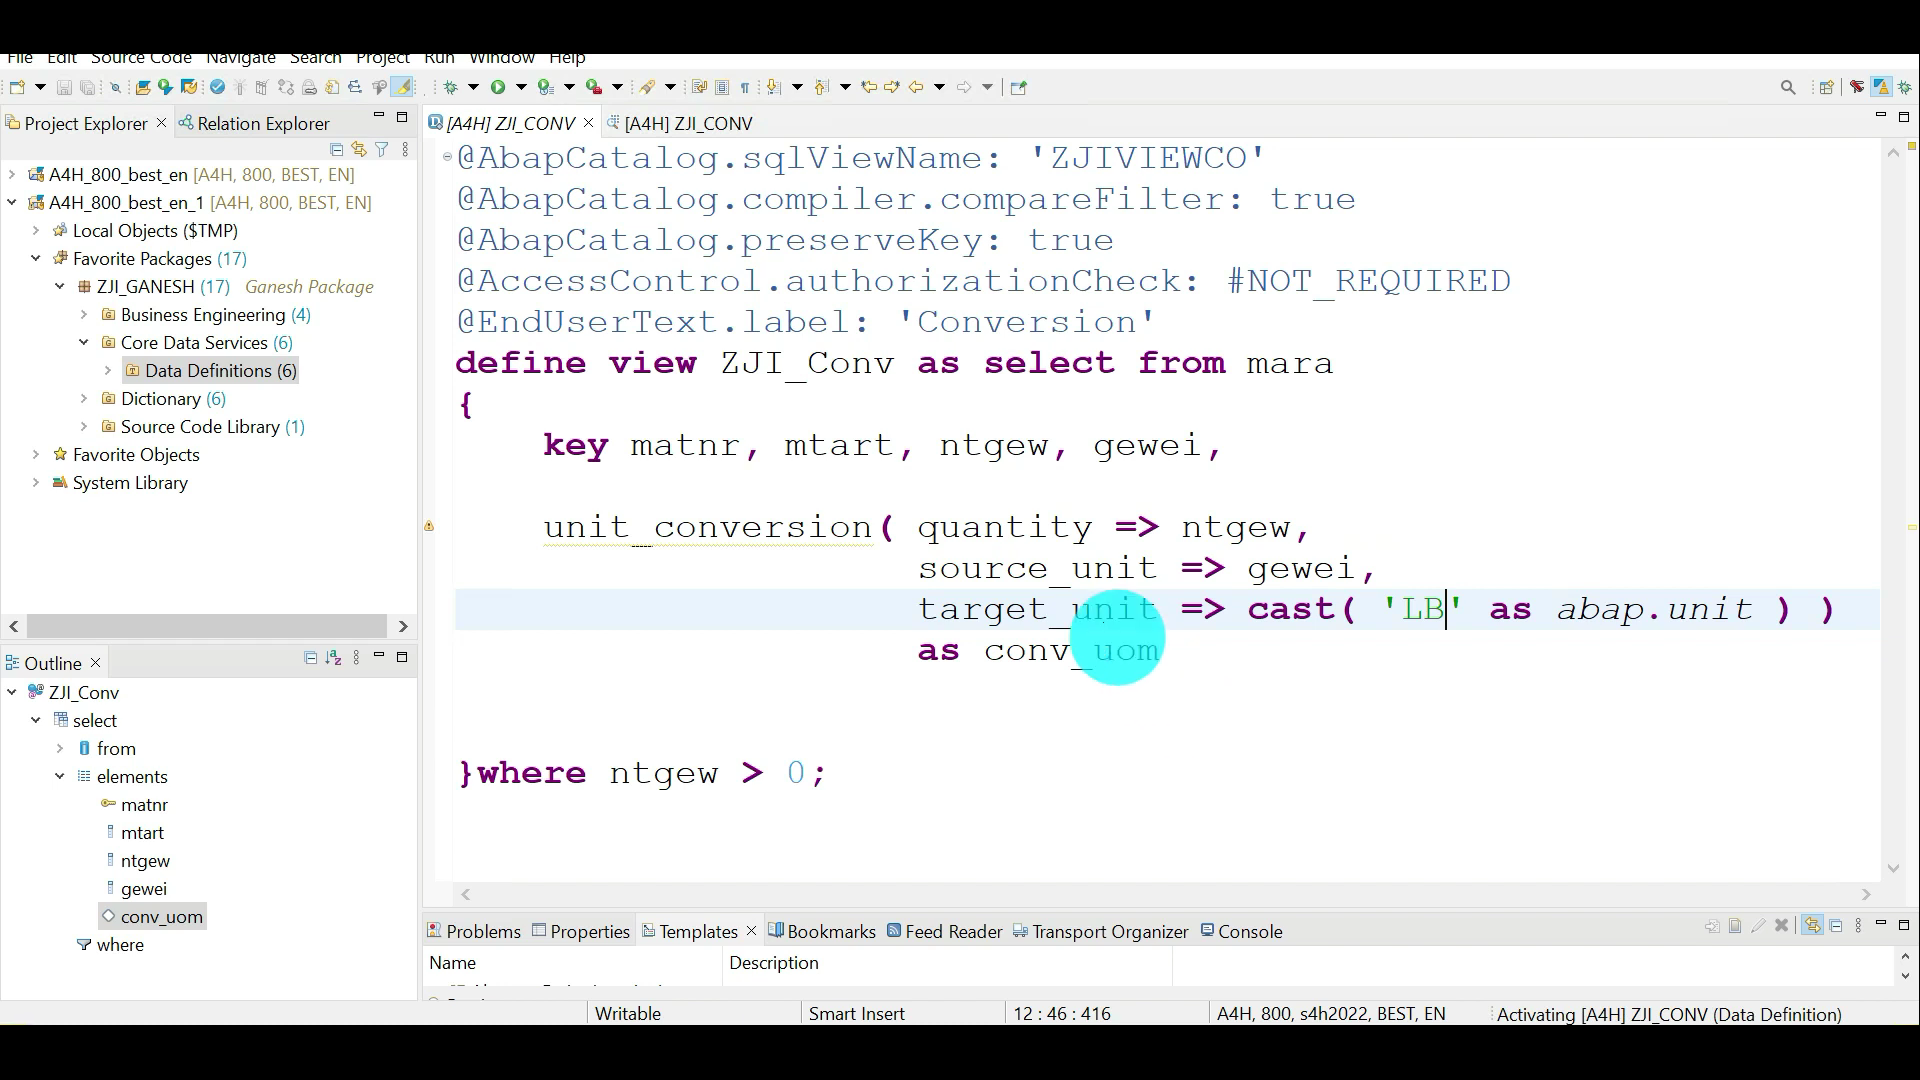 File Edit Source Code Navigate Search Project Run Window Help
Project Explorer
Relation Explorer
[A4H] ZJI_CONV
[A4H] ZJI_CONV
A4H_800_best_en [A4H, 800, BEST, EN]
A4H_800_best_en_1 [A4H, 800, BEST, EN]
Local Objects ($TMP)
Favorite Packages (17)
ZJI_GANESH (17) Ganesh Package
Business Engineering (4)
Core Data Services (6)
Data Definitions (6)
Dictionary (6)
Source Code Library (1)
Favorite Objects
System Library
@AbapCatalog.sqlViewName: 'ZJIVIEWCO'
@AbapCatalog.compiler.compareFilter: true
@AbapCatalog.preserveKey: true
@AccessControl.authorizationCheck: #NOT_REQUIRED
@EndUserText.label: 'Conversion'
define view ZJI_Conv as select from mara
{
key matnr, mtart, ntgew, gewei,
unit_conversion( quantity => ntgew,
source_unit => gewei,
target_unit => cast( 'LB' as abap.unit ) )
as conv_uom
}where ntgew > 0;
Outline
ZJI_Conv
select
from
elements
matnr
mtart
ntgew
gewei
conv_uom
where
Problems
Properties
Templates
Bookmarks
Feed Reader
Transport Organizer
Console
Name
Description
Writable
Smart Insert
12 : 46 : 416
A4H, 800, s4h2022, BEST, EN
Activating [A4H] ZJI_CONV (Data Definition)